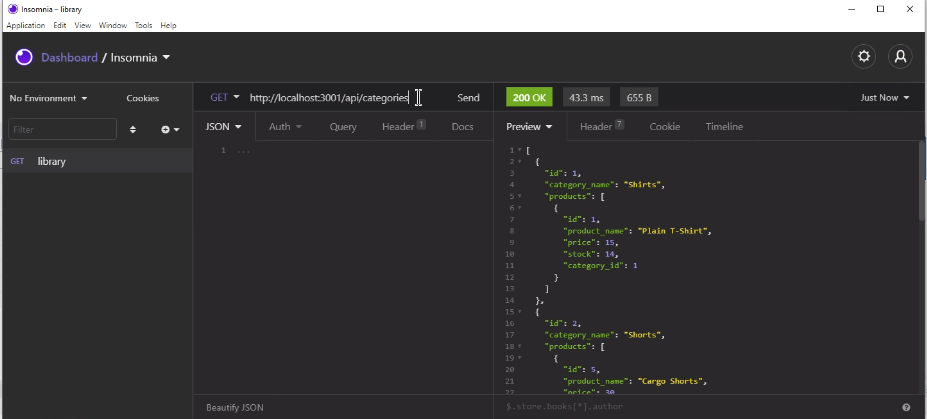 Insomnia – library
Application Edit View Window Tools Help
Dashboard / Insomnia
No Environment Cookies
GET http://localhost:3001/api/categories Send
200 OK 43.3 ms 655 B Just Now
Filter
JSON Auth Query Header 1 Docs
Preview Header 7 Cookie Timeline
GET library
1 ...
1 [
2 {
3 "id": 1,
4 "category_name": "Shirts",
5 "products": [
6 {
7 "id": 1,
8 "product_name": "Plain T-Shirt",
9 "price": 15,
10 "stock": 14,
11 "category_id": 1
12 }
13 ]
14 },
15 {
16 "id": 2,
17 "category_name": "Shorts",
18 "products": [
19 {
20 "id": 5,
21 "product_name": "Cargo Shorts",
22 "price": 30
Beautify JSON
$.store.books[*].author